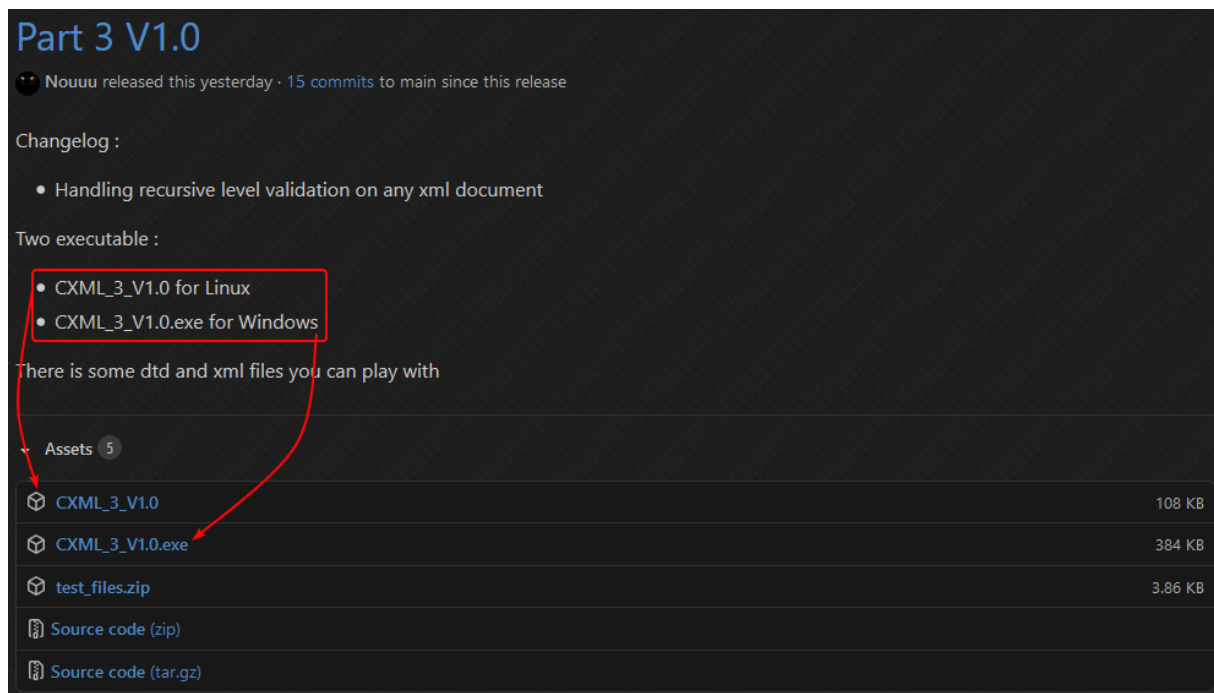 Part 3 V1.0
Nouuu released this yesterday · 15 commits to main since this release
Changelog :
• Handling recursive level validation on any xml document
Two executable :
• CXML_3_V1.0 for Linux
• CXML_3_V1.0.exe for Windows
There is some dtd and xml files you can play with
Assets 5
CXML_3_V1.0 108 KB
CXML_3_V1.0.exe 384 KB
test_files.zip 3.86 KB
Source code (zip)
Source code (tar.gz)